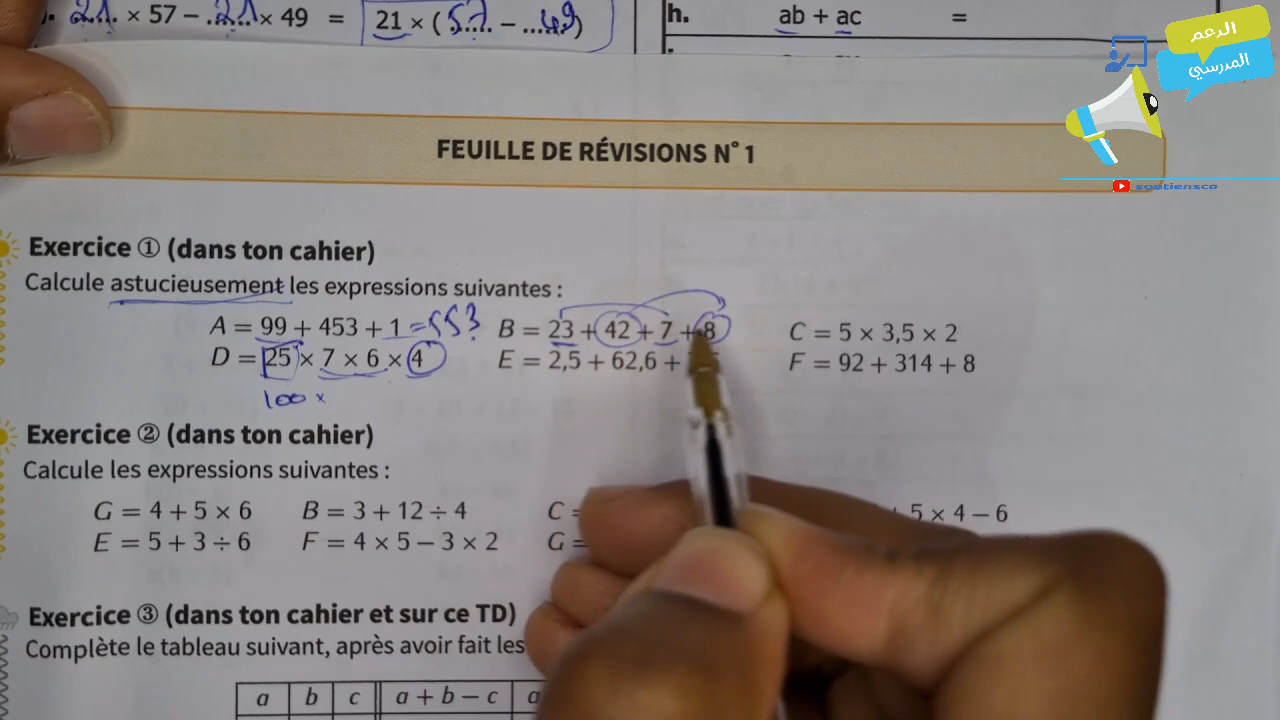 21 × 57 − 21 × 49 = 21 × (57 − 49)
h. ab + ac =
الدعم
المدرسي
soutiensco
FEUILLE DE RÉVISIONS N° 1
Exercice ① (dans ton cahier)
Calcule astucieusement les expressions suivantes :
A = 99 + 453 + 1 = 553 B = 23 + 42 + 7 + 8 C = 5 × 3,5 × 2
D = 25 × 7 × 6 × 4 E = 2,5 + 62,6 + F = 92 + 314 + 8
100 ×
Exercice ② (dans ton cahier)
Calcule les expressions suivantes :
G = 4 + 5 × 6 B = 3 + 12 ÷ 4 C = 5 × 4 − 6
E = 5 + 3 ÷ 6 F = 4 × 5 − 3 × 2 G =
Exercice ③ (dans ton cahier et sur ce TD)
Complète le tableau suivant, après avoir fait les
a b c a + b − c a